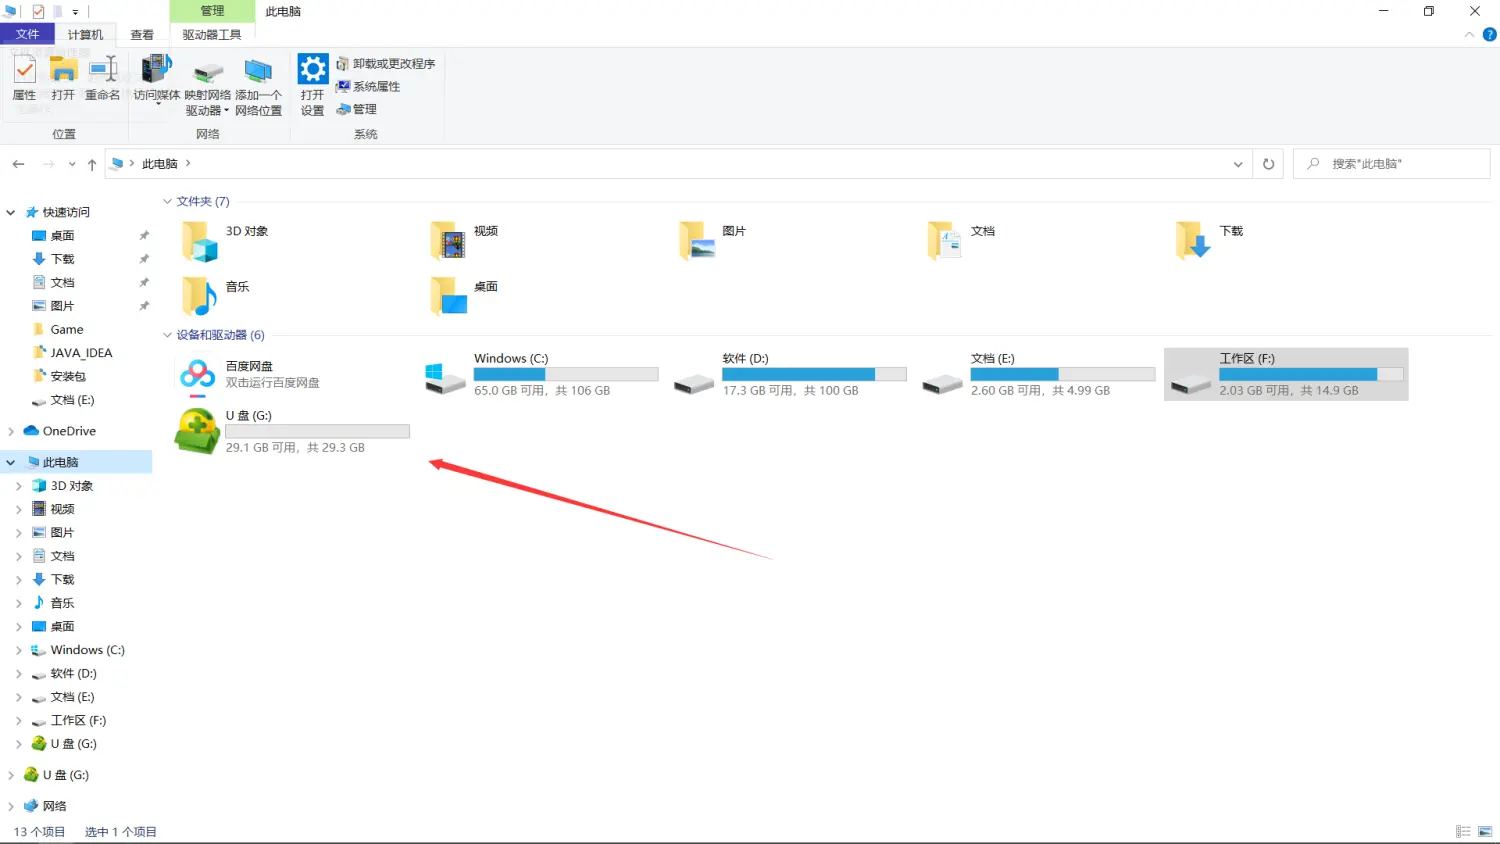 管理
此电脑
文件
计算机
查看
驱动器工具
属性
打开
重命名
访问媒体
映射网络
驱动器
添加一个
网络位置
打开
设置
卸载或更改程序
系统属性
管理
位置
网络
系统
此电脑
搜索"此电脑"
快速访问
桌面
下载
文档
图片
Game
JAVA_IDEA
安装包
文档 (E:)
OneDrive
此电脑
3D 对象
视频
图片
文档
下载
音乐
桌面
Windows (C:)
软件 (D:)
文档 (E:)
工作区 (F:)
U 盘 (G:)
U 盘 (G:)
网络
文件夹 (7)
3D 对象
视频
图片
文档
下载
音乐
桌面
设备和驱动器 (6)
百度网盘
双击运行百度网盘
Windows (C:)
65.0 GB 可用，共 106 GB
软件 (D:)
17.3 GB 可用，共 100 GB
文档 (E:)
2.60 GB 可用，共 4.99 GB
工作区 (F:)
2.03 GB 可用，共 14.9 GB
U 盘 (G:)
29.1 GB 可用，共 29.3 GB
13 个项目
选中 1 个项目